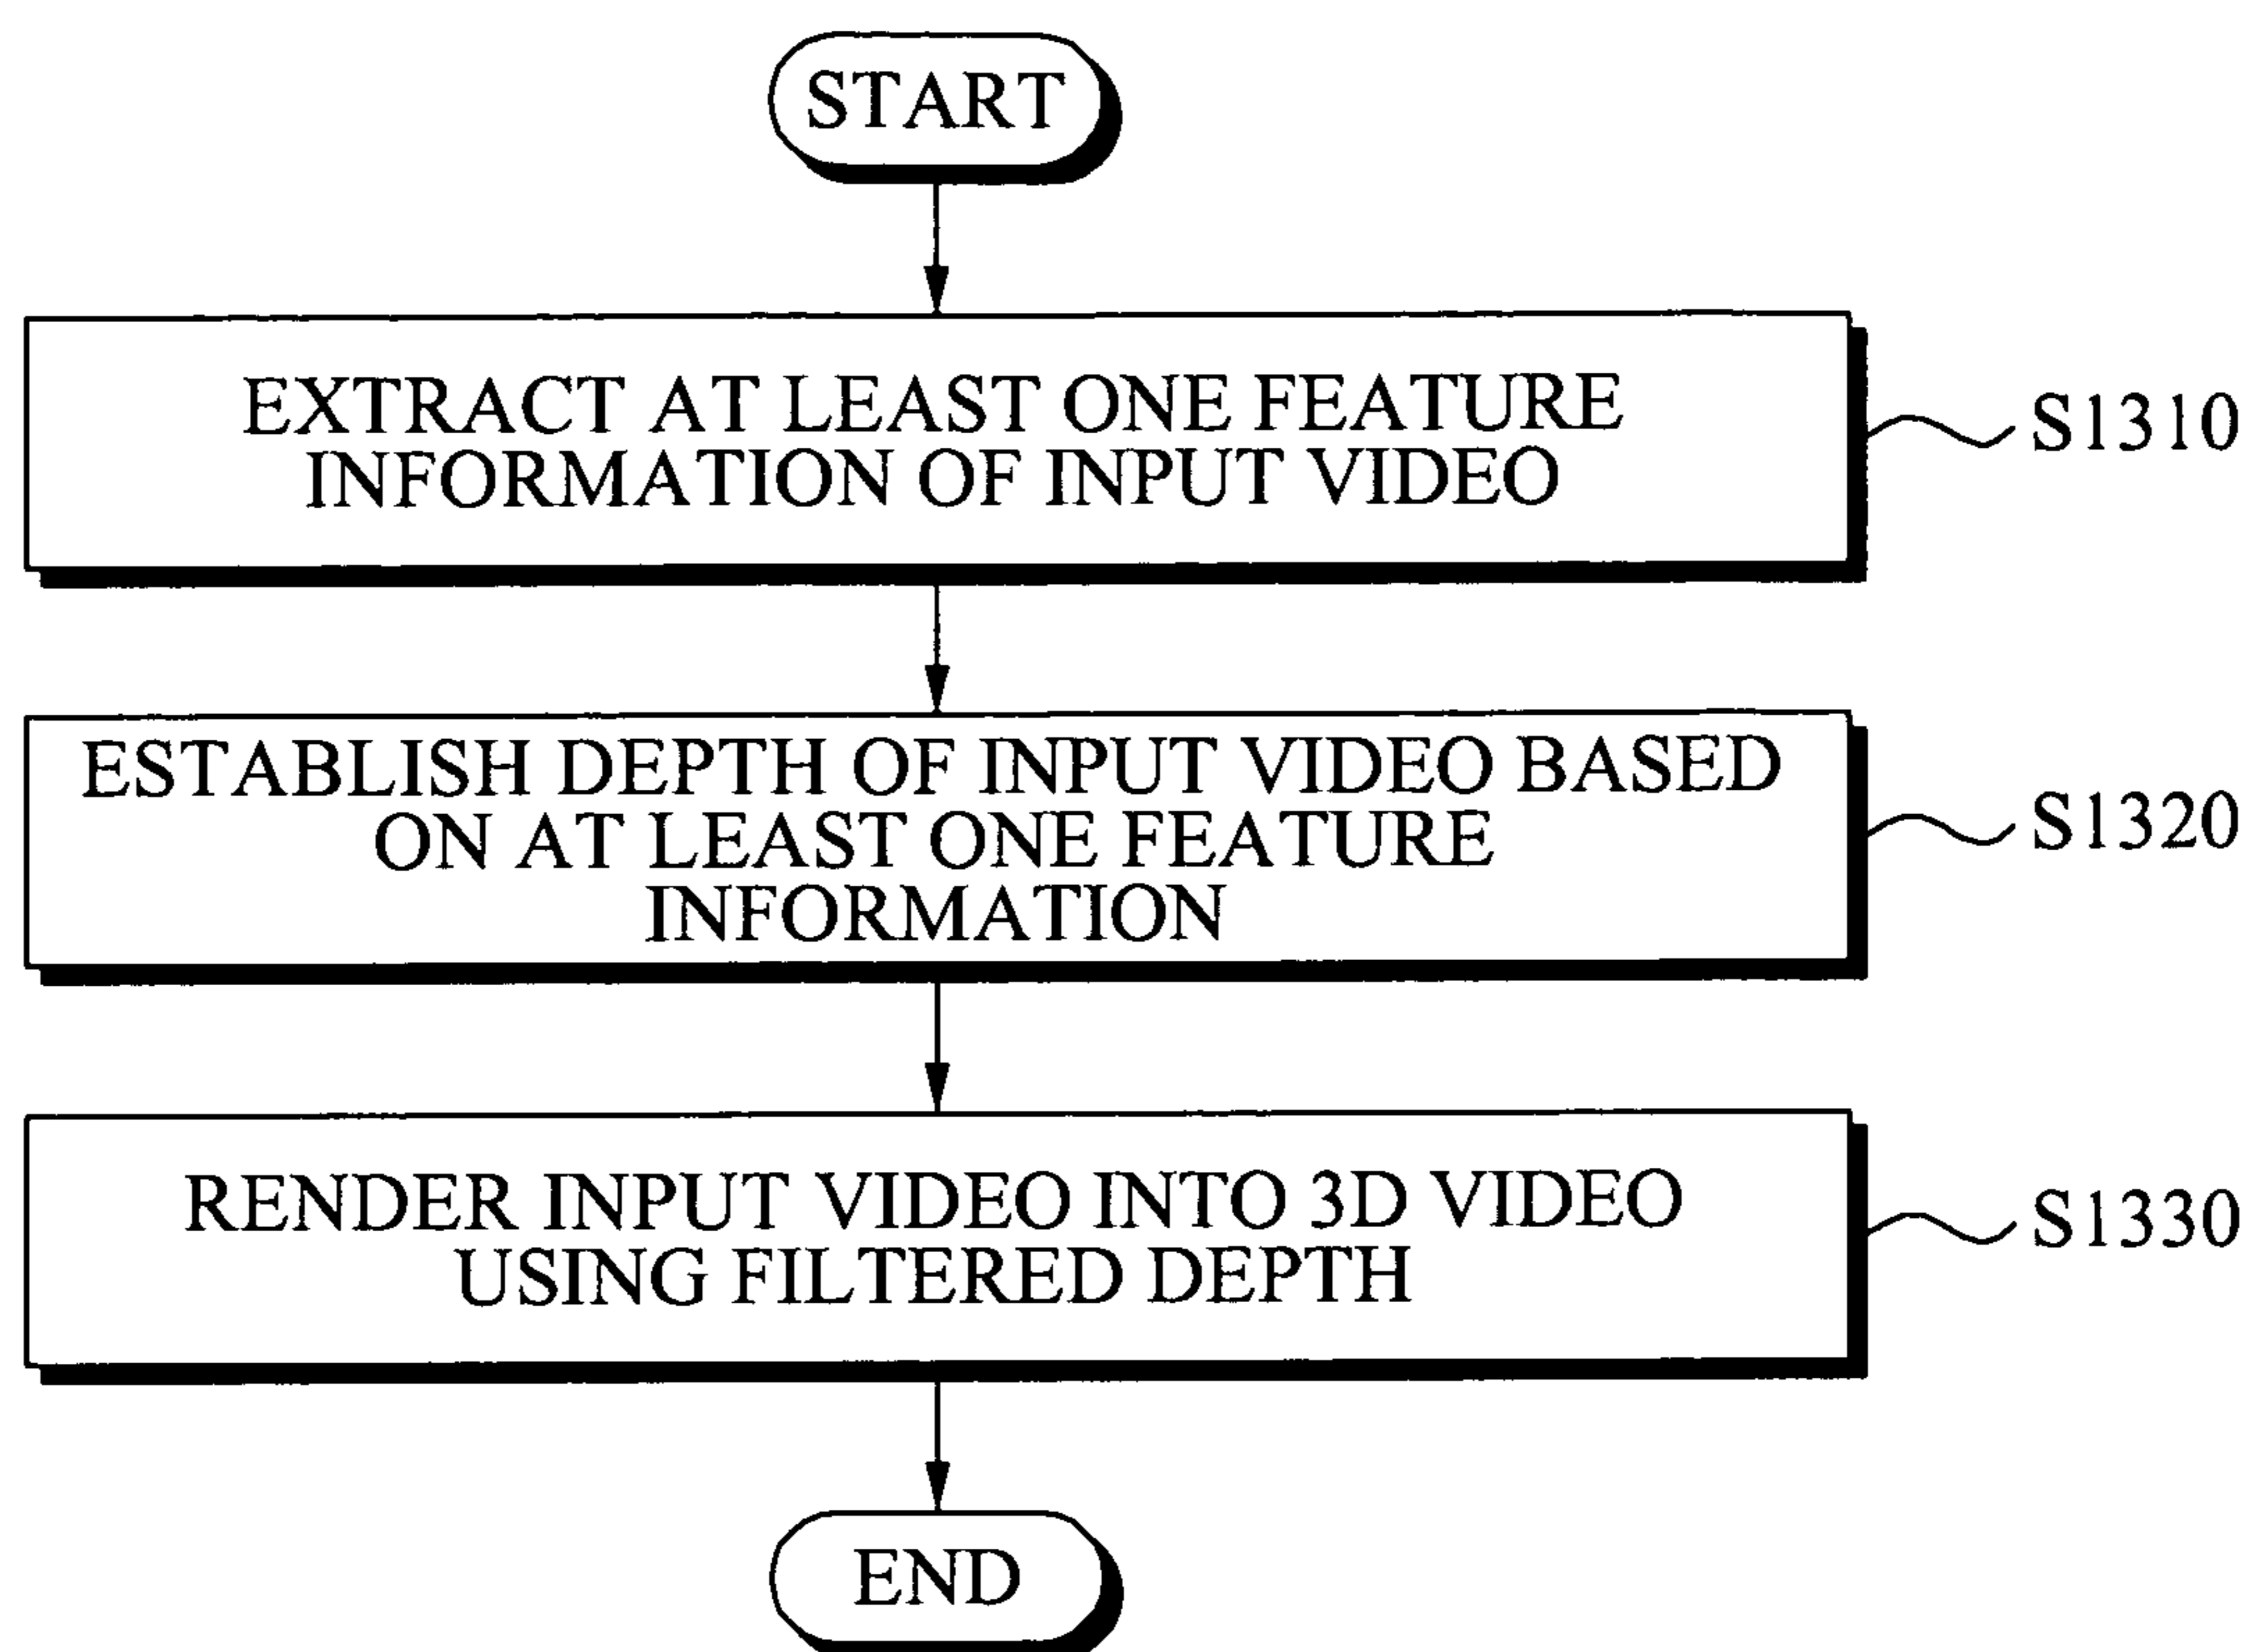 START
EXTRACT AT LEAST ONE FEATURE
INFORMATION OF INPUT VIDEO
S1310
ESTABLISH DEPTH OF INPUT VIDEO BASED
ON AT LEAST ONE FEATURE
INFORMATION
S1320
RENDER INPUT VIDEO INTO 3D VIDEO
USING FILTERED DEPTH
S1330
END